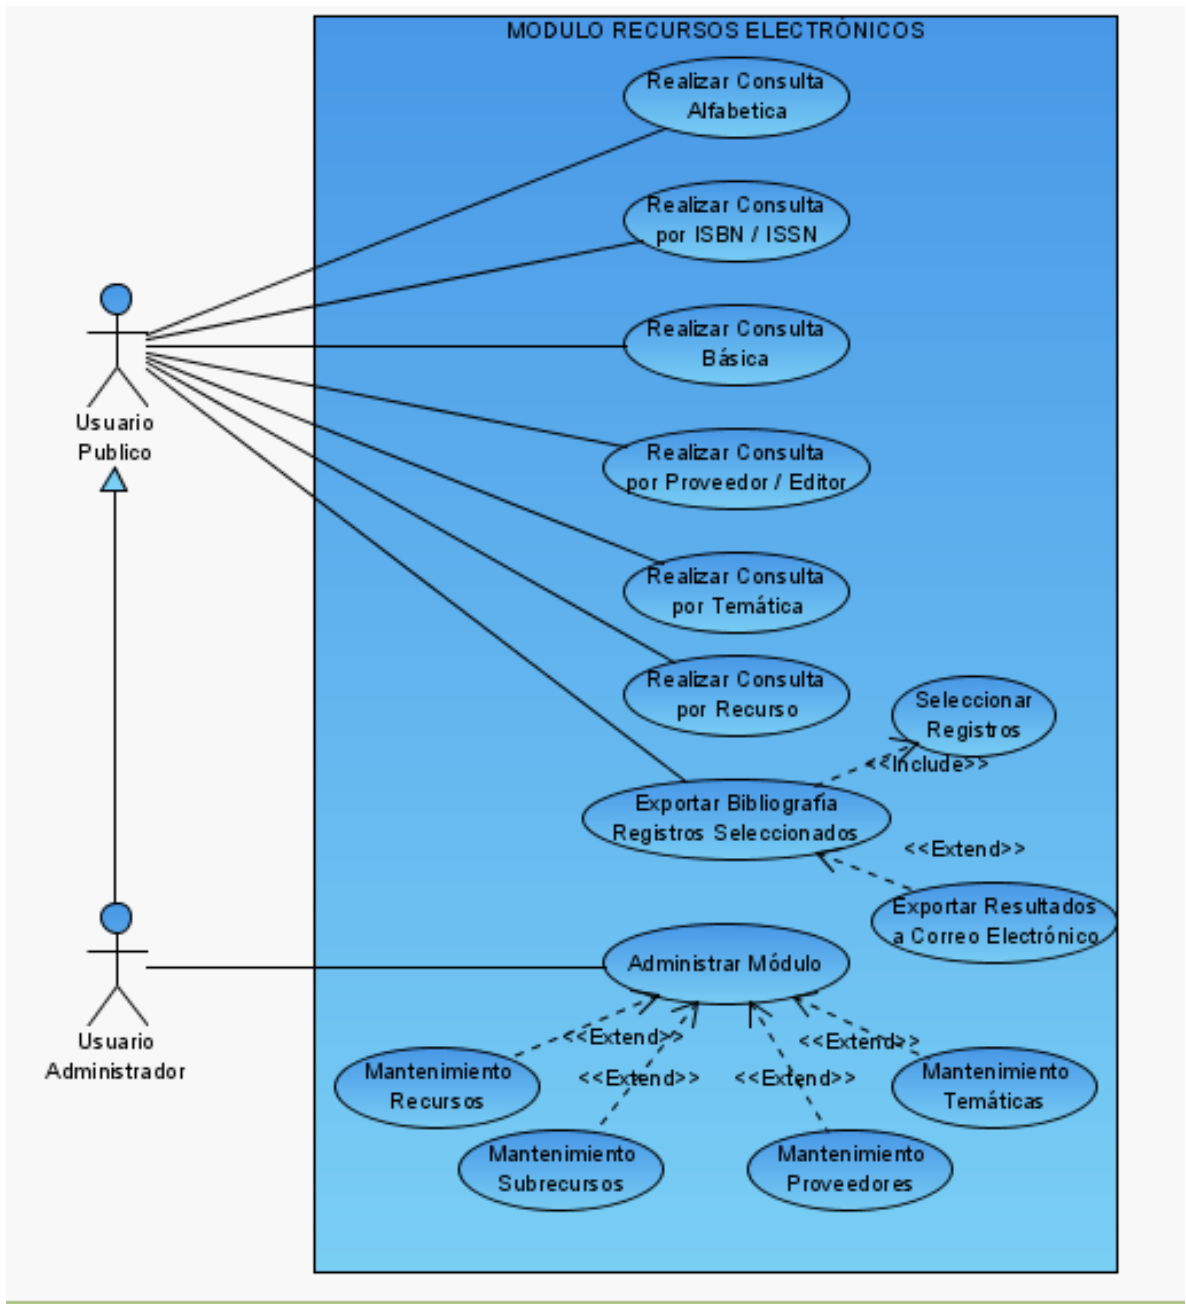 MODULO RECURSOS ELECTRÓNICOS
Realizar Consulta
Alfabetica
Realizar Consulta
por ISBN / ISSN
Realizar Consulta
Básica
Usuario
Publico
Realizar Consulta
por Proveedor / Editor
Realizar Consulta
por Temática
Realizar Consulta
por Recurso
Seleccionar
Registros
<<Include>>
Exportar Bibliografia
Registros Seleccionados
<<Extend>>
Exportar Resultados
a Correo Electrónico
Administrar Módulo
Usuario
Administrador
<<Extend>>
<<Extend>>
<<Extend>>
<<Extend>>
Mantenimiento
Recursos
Mantenimiento
Temáticas
Mantenimiento
Subrecursos
Mantenimiento
Proveedores